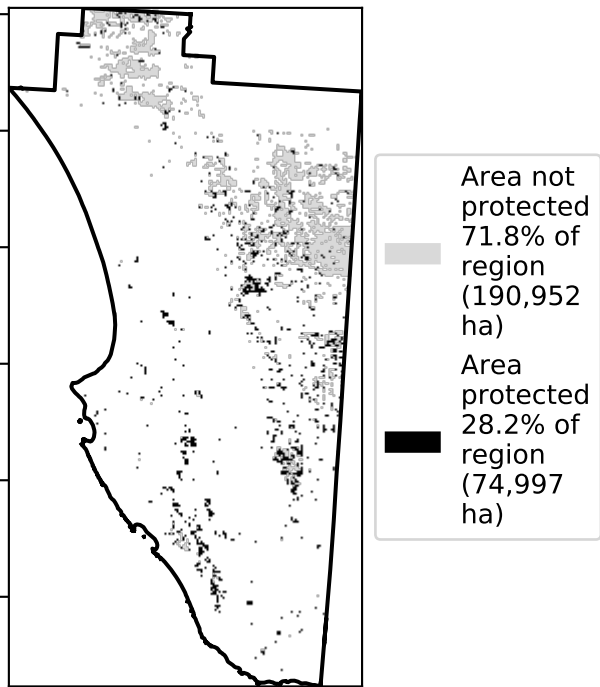 Area not
protected
71.8% of
region
(190,952
ha)
Area
protected
28.2% of
region
(74,997
ha)